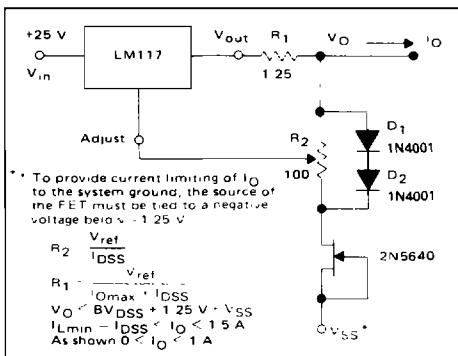 +25 V
Vin
LM117
Vout
R1
1 25
VO
IO
Adjust
R2
100
D1
1N4001
D2
1N4001
2N5640
VSS*
* To provide current limiting of IO
to the system ground, the source of
the FET must be tied to a negative
voltage below - 1 25 V
R2 Vref
IDSS
R1 = Vref
IOmax + IDSS
VO < BVDSS + 1 25 V + VSS
ILmin - IDSS < IO < 1 5 A
As shown 0 < IO < 1 A